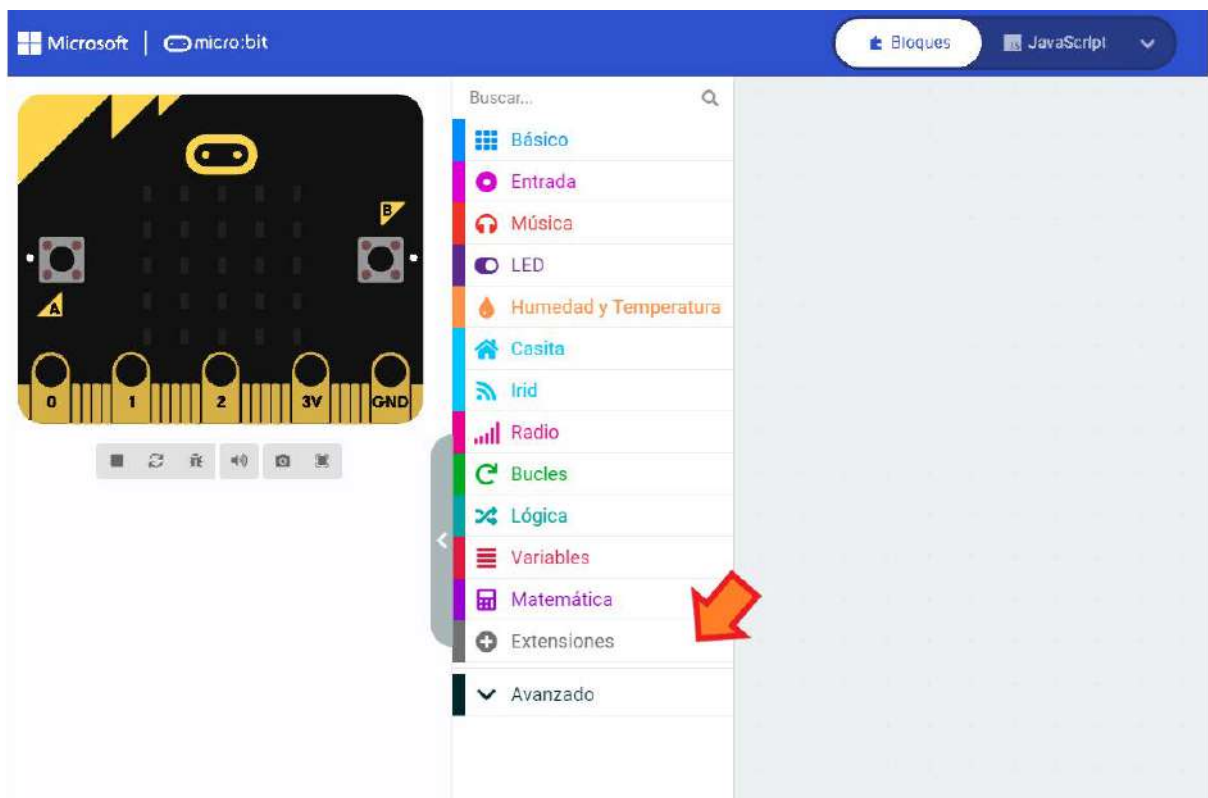 Microsoft | micro:bit
Bloques
JS JavaScript
Buscar...
Básico
Entrada
Música
LED
Humedad y Temperatura
Casita
Irid
Radio
Bucles
Lógica
Variables
Matemática
Extensiones
Avanzado
B
A
0 1 2 3V GND